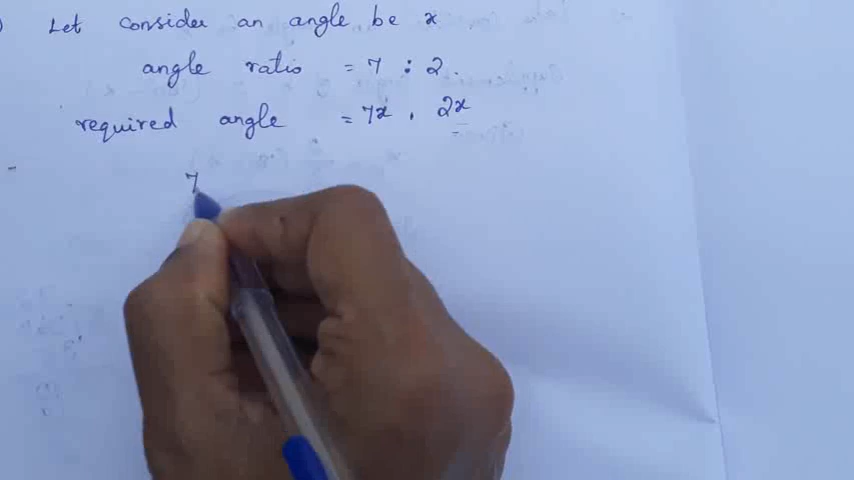 Let consider an angle be x
angle ratio = 7 : 2.
required angle = 7x , 2x
7